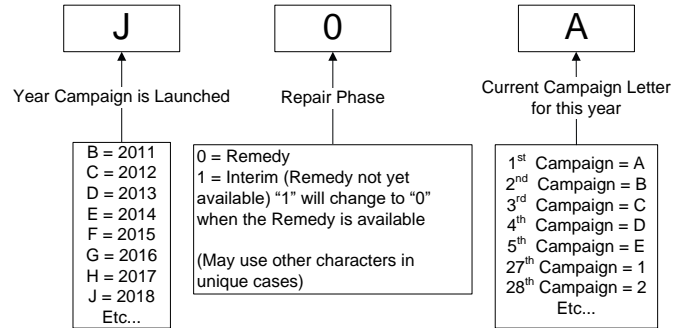 J
0
A
Year Campaign is Launched
Repair Phase
Current Campaign Letter
for this year
B = 2011
C = 2012
D = 2013
E = 2014
F = 2015
G = 2016
H = 2017
J = 2018
Etc...
0 = Remedy
1 = Interim (Remedy not yet
available) “1” will change to “0”
when the Remedy is available
(May use other characters in
unique cases)
1st Campaign = A
2nd Campaign = B
3rd Campaign = C
4th Campaign = D
5th Campaign = E
27th Campaign = 1
28th Campaign = 2
Etc...